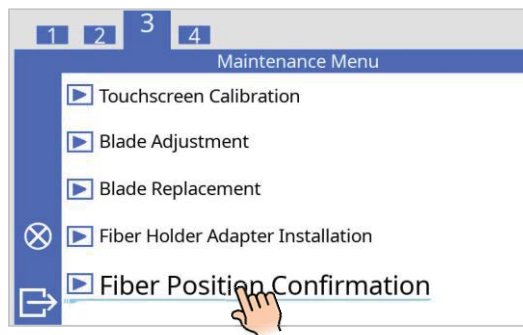 1 2 3 4
Maintenance Menu
Touchscreen Calibration
Blade Adjustment
Blade Replacement
Fiber Holder Adapter Installation
Fiber Position Confirmation